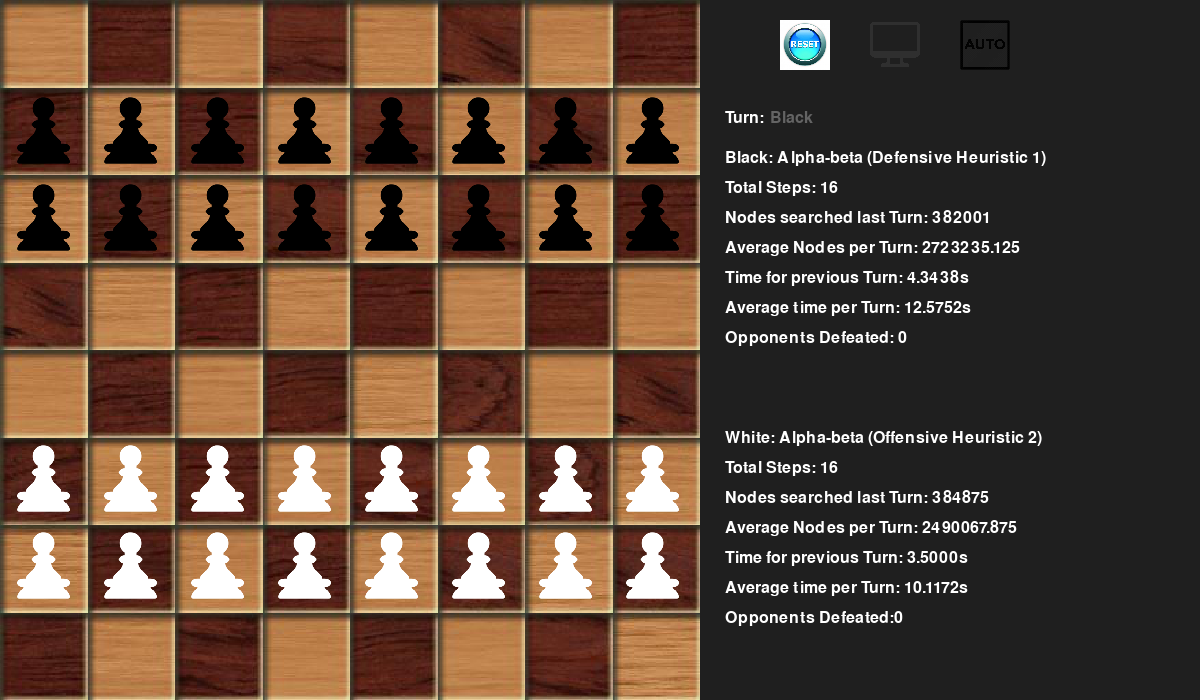 RESET
AUTO
Turn: Black
Black: Alpha-beta (Defensive Heuristic 1)
Total Steps: 16
Nodes searched last Turn: 382001
Average Nodes per Turn: 2723235.125
Time for previous Turn: 4.3438s
Average time per Turn: 12.5752s
Opponents Defeated: 0
White: Alpha-beta (Offensive Heuristic 2)
Total Steps: 16
Nodes searched last Turn: 384875
Average Nodes per Turn: 2490067.875
Time for previous Turn: 3.5000s
Average time per Turn: 10.1172s
Opponents Defeated:0